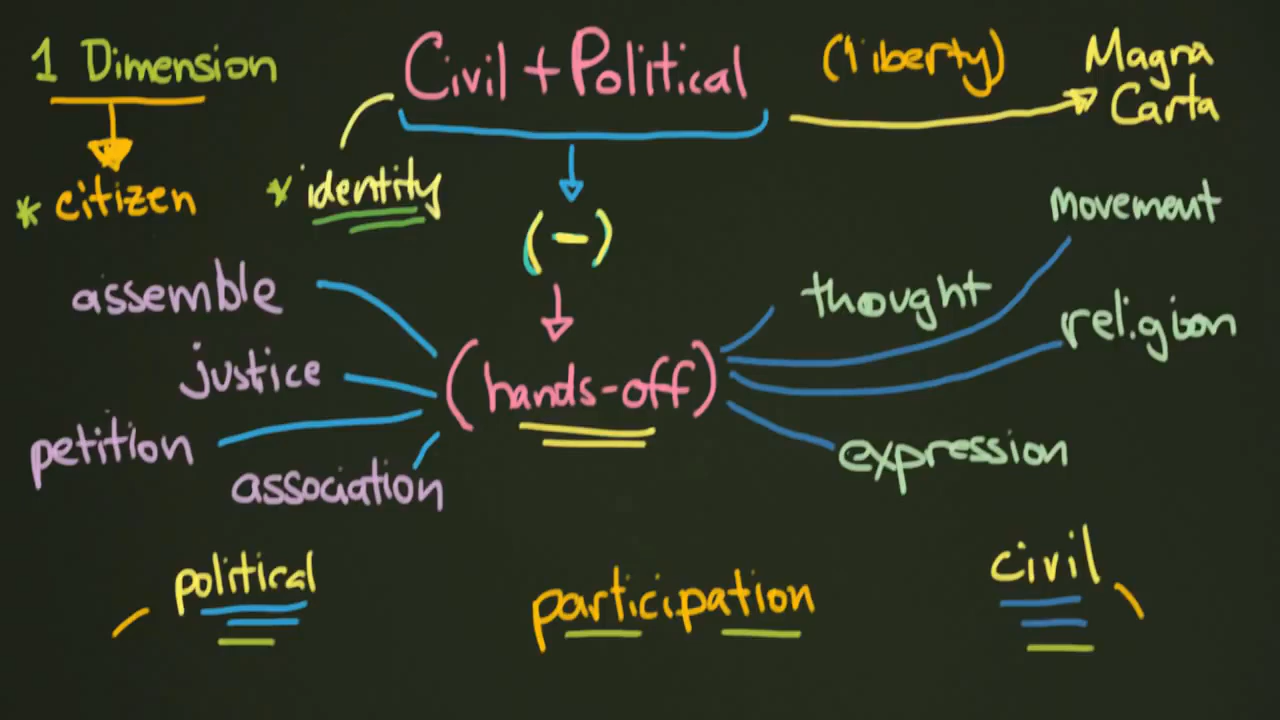 1 Dimension
Civil + Political
(liberty)
Magna
Carta
* citizen
* identity
(-)
movement
assemble
thought
religion
justice
(hands-off)
petition
expression
association
political
participation
civil